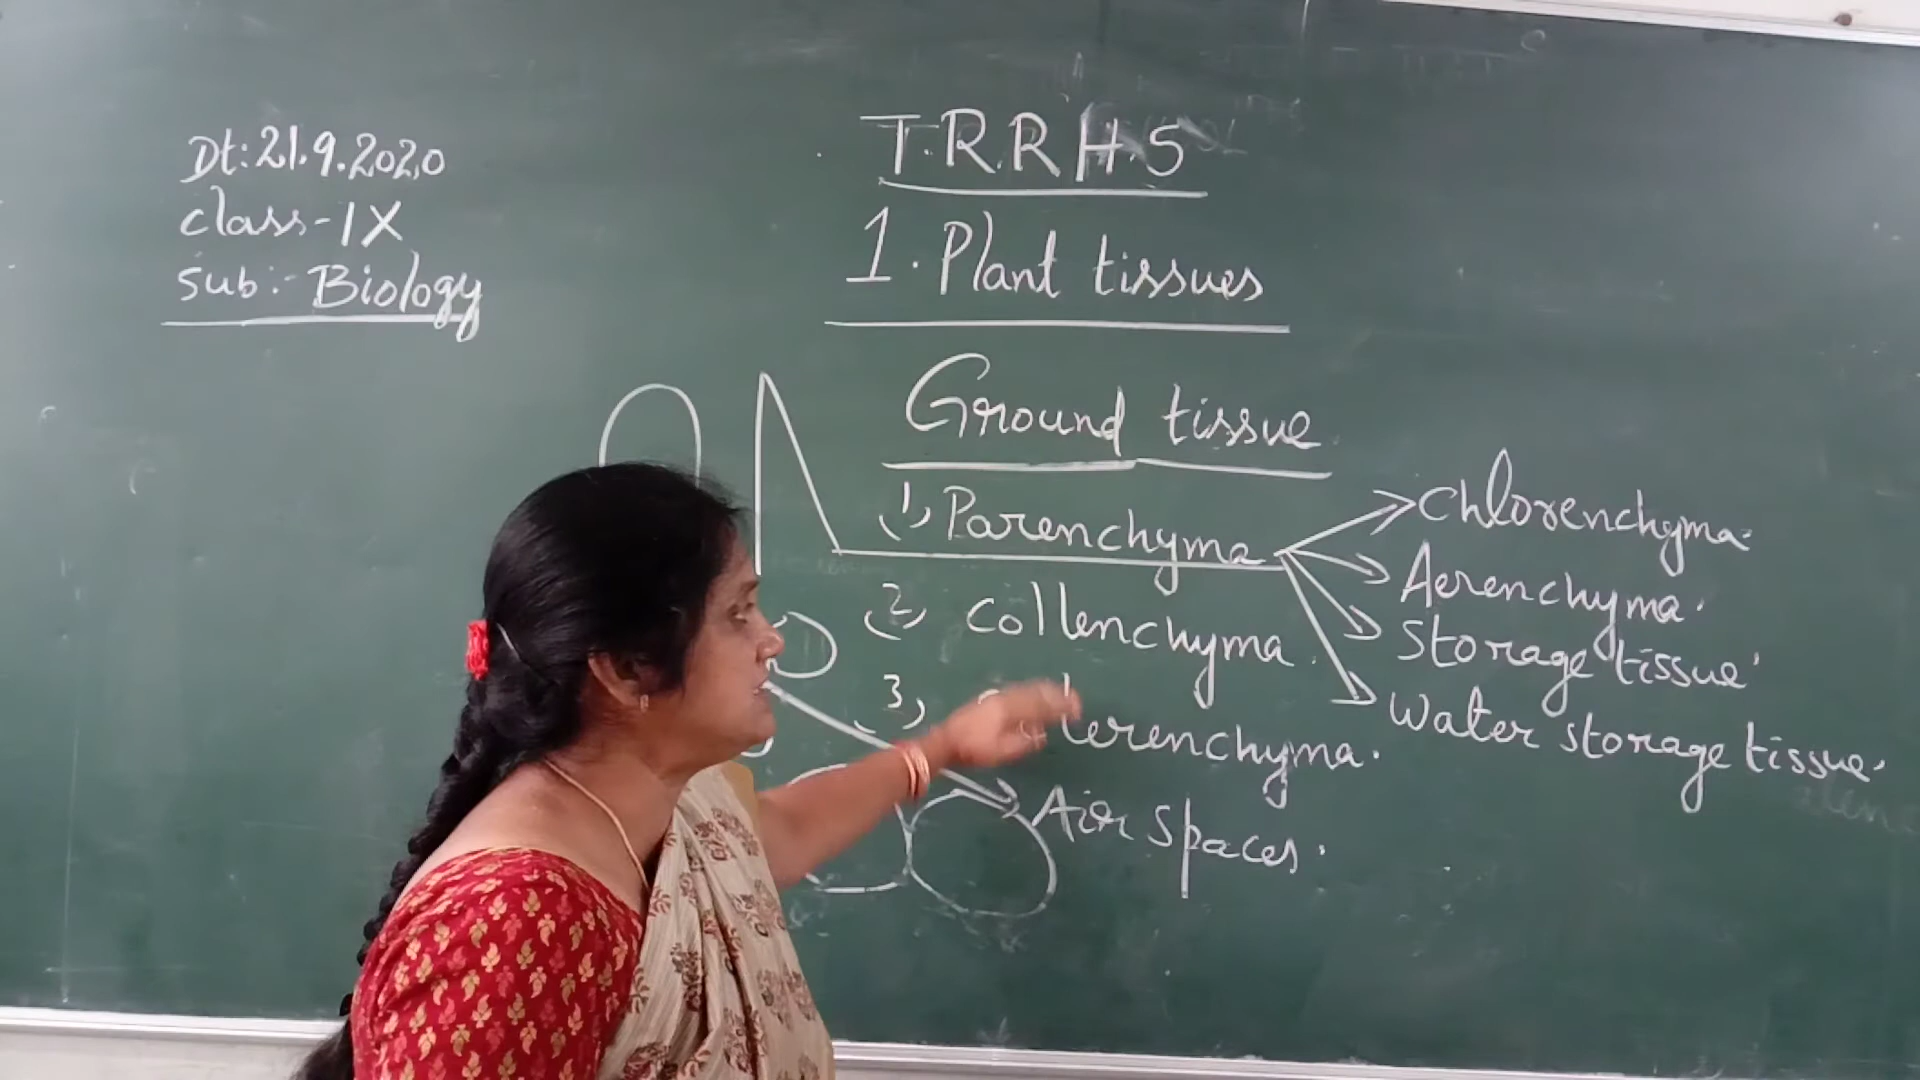 Dt: 21.9.2020
class - IX
Sub:- Biology
T.R.R.H.S
1. Plant tissues
Ground tissue
(1) Parenchyma
Chlorenchyma.
Aerenchyma.
Storage tissue.
Water storage tissue.
(2) Collenchyma.
(3)
Air spaces.